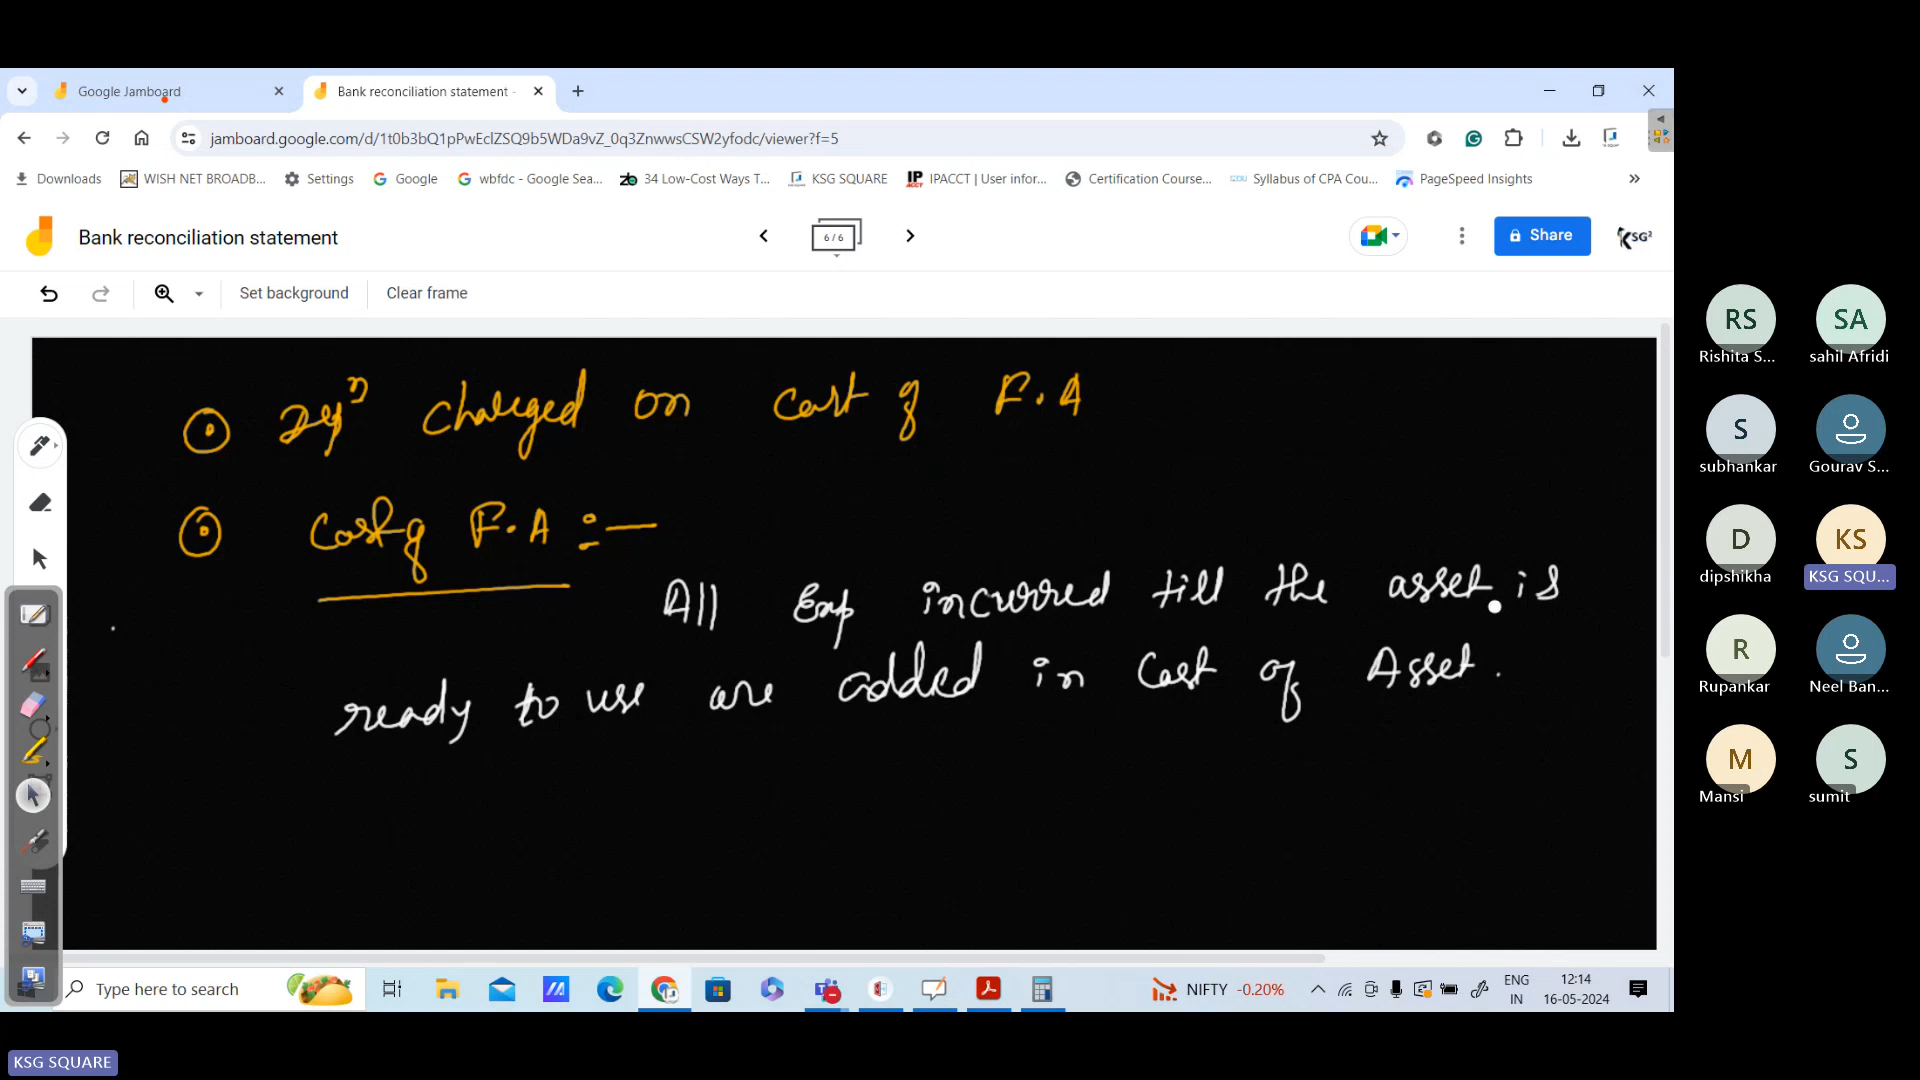 Google Jamboard
Bank reconciliation statement -
jamboard.google.com/d/1t0b3bQ1pPwEclZSQ9b5WDa9vZ_0q3ZnwwsCSW2yfodc/viewer?f=5
Downloads WISH NET BROADB... Settings Google wbfdc - Google Sea... 34 Low-Cost Ways T... KSG SQUARE IPACCT | User infor... Certification Course... Syllabus of CPA Cou... PageSpeed Insights
Bank reconciliation statement
6 / 6
Share
KSG²
Set background Clear frame
charged on Cost of F.A
Cost of F.A :—
All Exp incurred till the asset is
ready to use are added in Cost of Asset.
RS SA
Rishita S... sahil Afridi
S
subhankar Gourav S...
D KS
dipshikha KSG SQU...
R
Rupankar Neel Ban...
M S
Mansi sumit
Type here to search
NIFTY -0.20%
ENG
IN
12:14
16-05-2024
KSG SQUARE